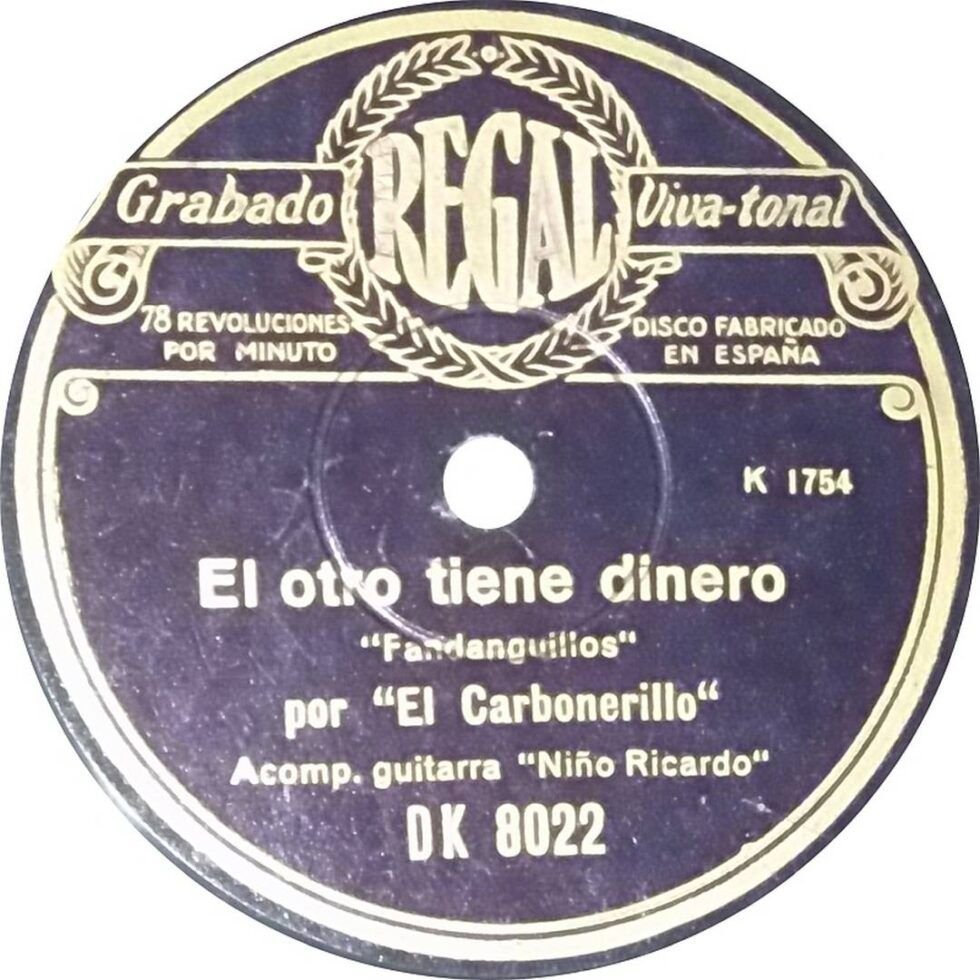 REGAL
Grabado Viva-tonal
78 REVOLUCIONES POR MINUTO
DISCO FABRICADO EN ESPAÑA
K 1754
El otro tiene dinero
"Fandanguillos"
por "El Carbonerillo"
Acomp. guitarra "Niño Ricardo"
DK 8022